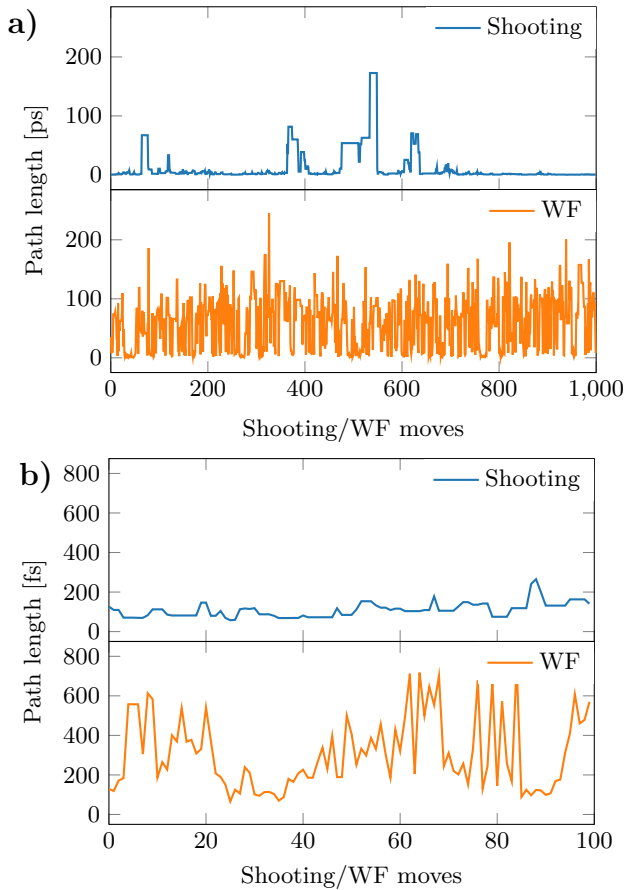 a)
Shooting
200
100
0
Path length [ps]
WF
200
100
0
0 200 400 600 800 1,000
Shooting/WF moves
b)
800
Shooting
600
400
200
0
Path length [fs]
800
WF
600
400
200
0
0 20 40 60 80 100
Shooting/WF moves